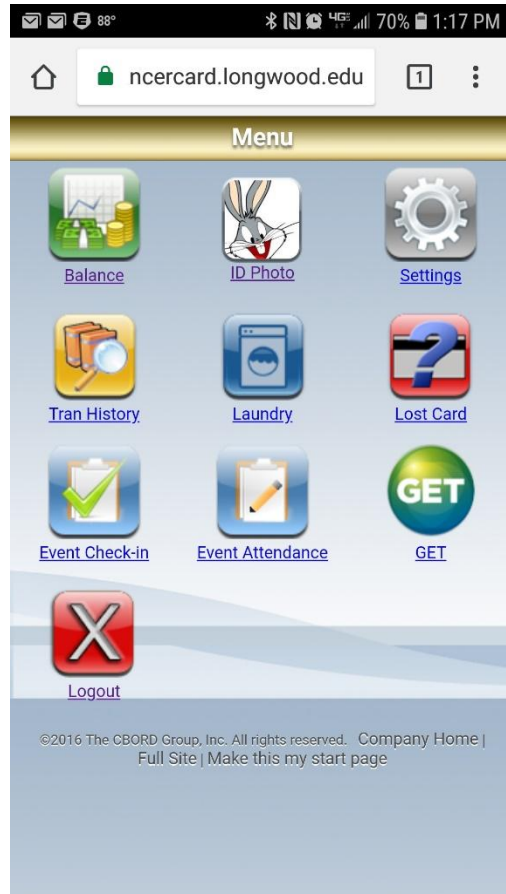 88° 4G 70% 1:17 PM
ncercard.longwood.edu 1
Menu
Balance ID Photo Settings
Tran History Laundry Lost Card
GET
Event Check-in Event Attendance GET
X
Logout
©2016 The CBORD Group, Inc. All rights reserved. Company Home |
Full Site | Make this my start page